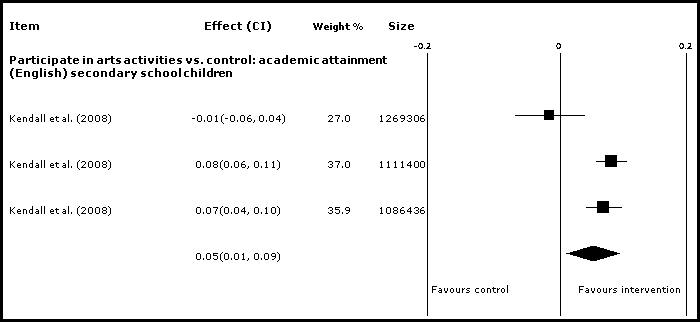 Item Effect (CI) Weight % Size
-0.2 0 0.2
Participate in arts activities vs. control: academic attainment
(English) secondary school children
Kendall et al. (2008) -0.01(-0.06, 0.04) 27.0 1269306
Kendall et al. (2008) 0.08(0.06, 0.11) 37.0 1111400
Kendall et al. (2008) 0.07(0.04, 0.10) 35.9 1086436
0.05(0.01, 0.09)
Favours control Favours intervention